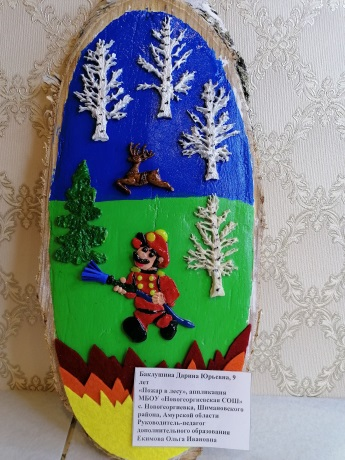 Баклушина Дарина Юрьевна, 9
лет
«Пожар в лесу», аппликация
МБОУ «Новогеоргиевская СОШ»
с. Новогеоргиевка, Шимановского
района, Амурской области
Руководитель-педагог
дополнительного образования
Екимова Ольга Ивановна